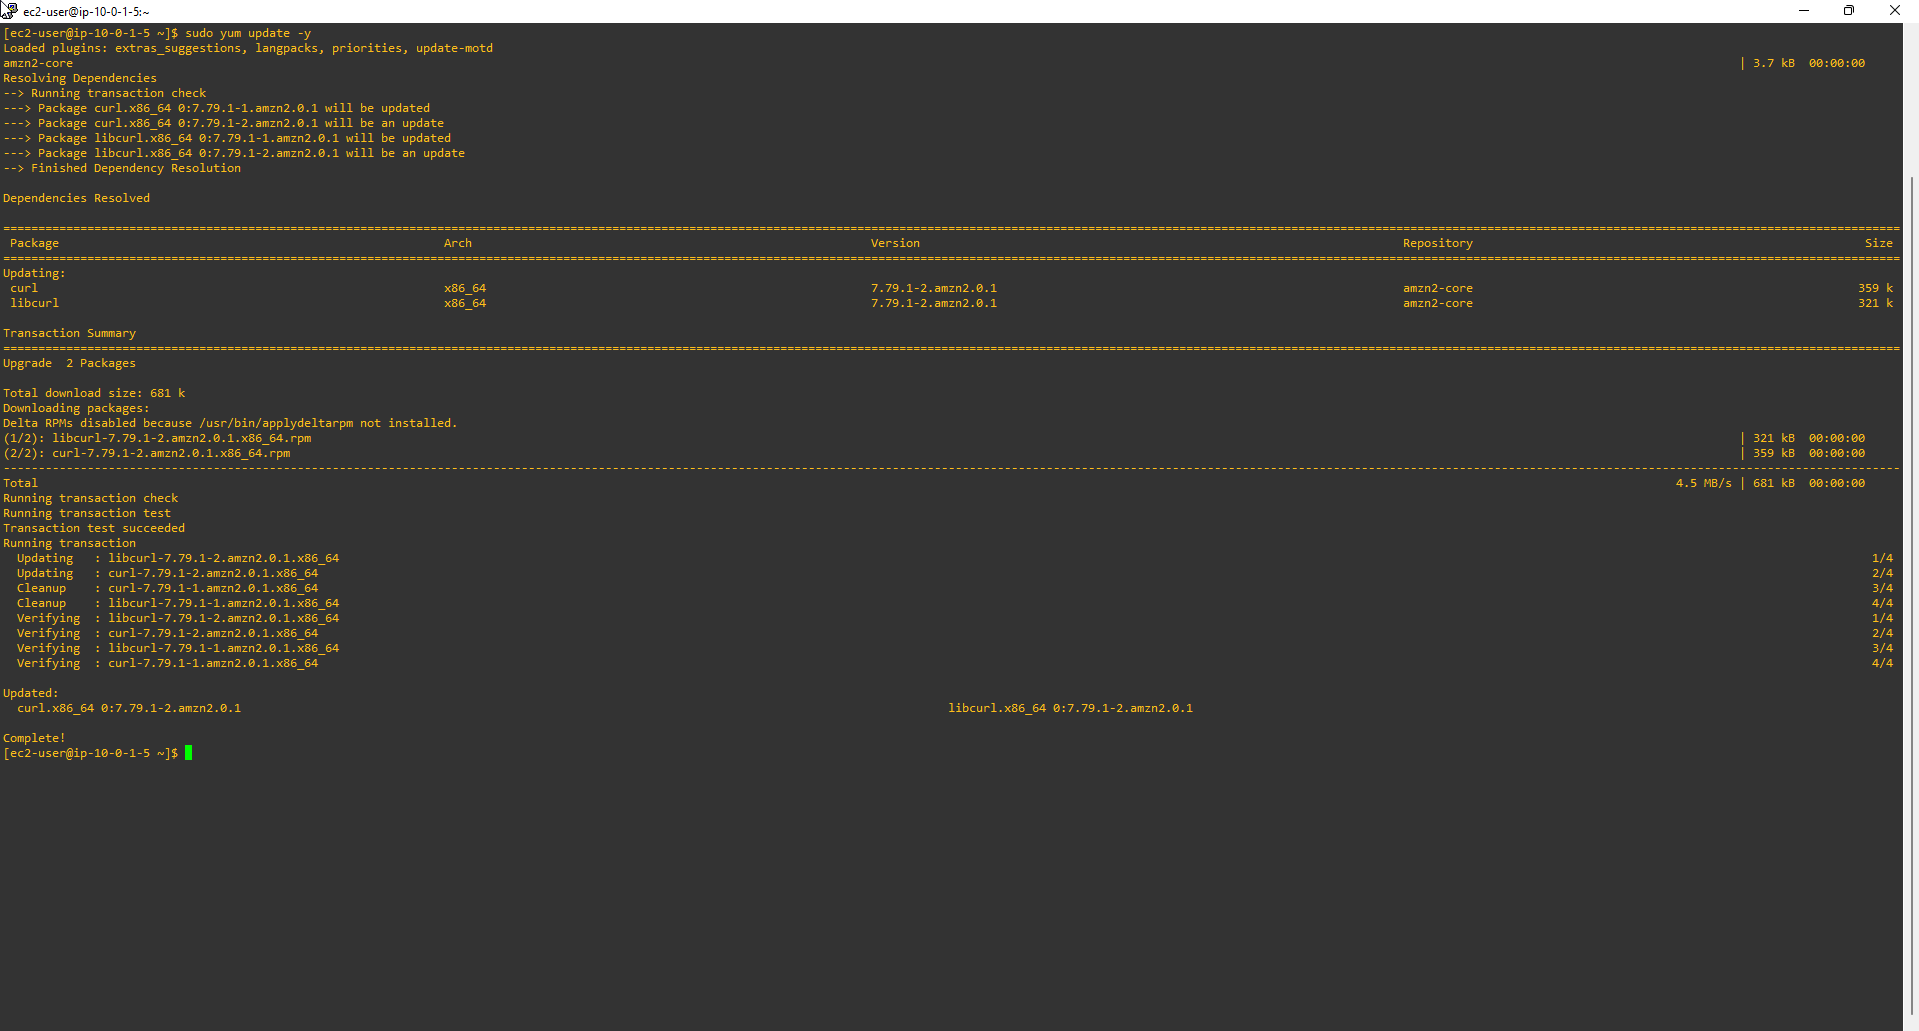 ec2-user@ip-10-0-1-5:~
[ec2-user@ip-10-0-1-5 ~]$ sudo yum update -y
Loaded plugins: extras_suggestions, langpacks, priorities, update-motd
amzn2-core | 3.7 kB 00:00:00
Resolving Dependencies
--> Running transaction check
---> Package curl.x86_64 0:7.79.1-1.amzn2.0.1 will be updated
---> Package curl.x86_64 0:7.79.1-2.amzn2.0.1 will be an update
---> Package libcurl.x86_64 0:7.79.1-1.amzn2.0.1 will be updated
---> Package libcurl.x86_64 0:7.79.1-2.amzn2.0.1 will be an update
--> Finished Dependency Resolution
Dependencies Resolved
Package Arch Version Repository Size
Updating:
curl x86_64 7.79.1-2.amzn2.0.1 amzn2-core 359 k
libcurl x86_64 7.79.1-2.amzn2.0.1 amzn2-core 321 k
Transaction Summary
Upgrade 2 Packages
Total download size: 681 k
Downloading packages:
Delta RPMs disabled because /usr/bin/applydeltarpm not installed.
(1/2): libcurl-7.79.1-2.amzn2.0.1.x86_64.rpm | 321 kB 00:00:00
(2/2): curl-7.79.1-2.amzn2.0.1.x86_64.rpm | 359 kB 00:00:00
Total 4.5 MB/s | 681 kB 00:00:00
Running transaction check
Running transaction test
Transaction test succeeded
Running transaction
Updating : libcurl-7.79.1-2.amzn2.0.1.x86_64 1/4
Updating : curl-7.79.1-2.amzn2.0.1.x86_64 2/4
Cleanup : curl-7.79.1-1.amzn2.0.1.x86_64 3/4
Cleanup : libcurl-7.79.1-1.amzn2.0.1.x86_64 4/4
Verifying : libcurl-7.79.1-2.amzn2.0.1.x86_64 1/4
Verifying : curl-7.79.1-2.amzn2.0.1.x86_64 2/4
Verifying : libcurl-7.79.1-1.amzn2.0.1.x86_64 3/4
Verifying : curl-7.79.1-1.amzn2.0.1.x86_64 4/4
Updated:
curl.x86_64 0:7.79.1-2.amzn2.0.1 libcurl.x86_64 0:7.79.1-2.amzn2.0.1
Complete!
[ec2-user@ip-10-0-1-5 ~]$